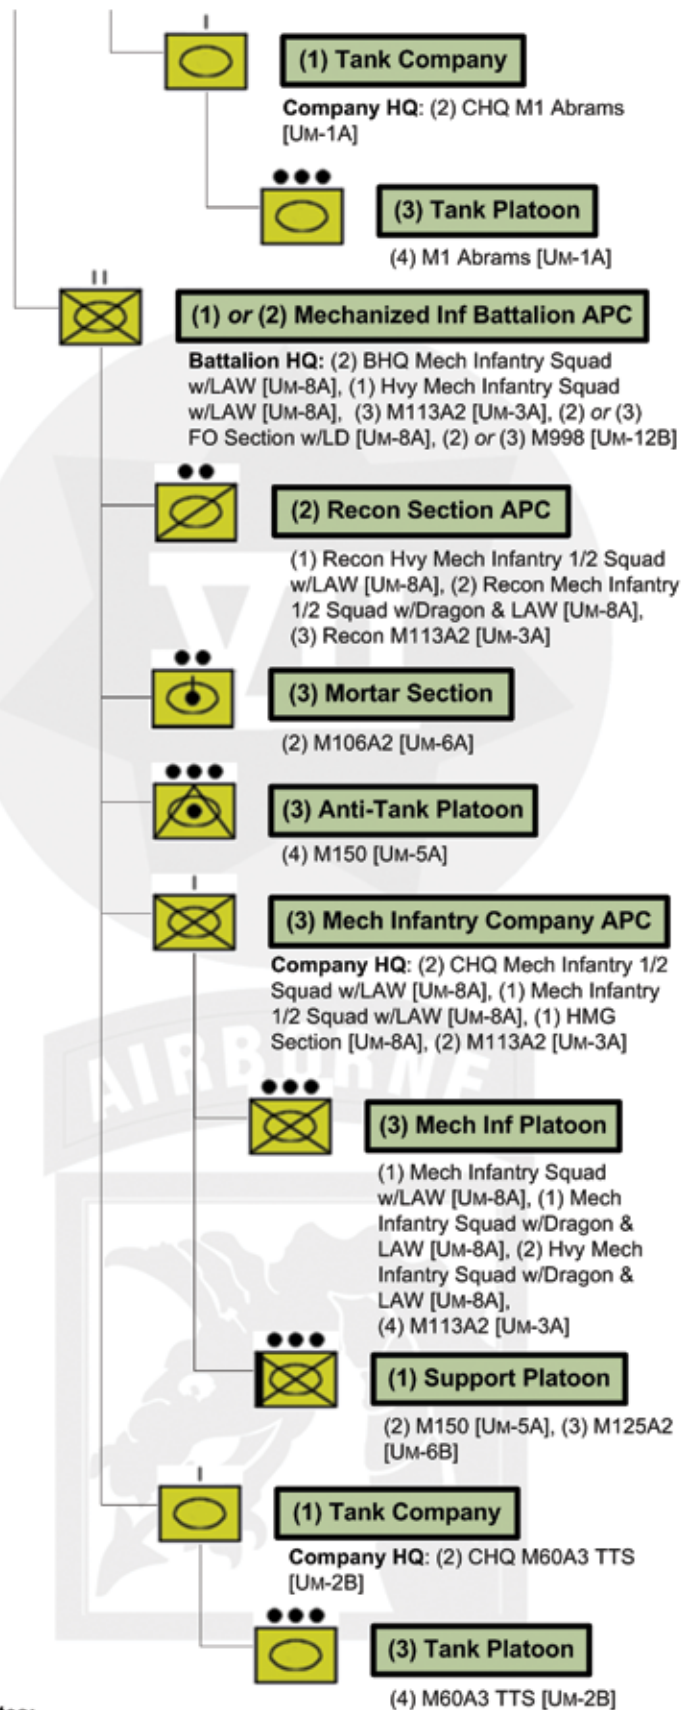 (1) Tank Company
Company HQ: (2) CHQ M1 Abrams
[UM-1A]
(3) Tank Platoon
(4) M1 Abrams [UM-1A]
(1) or (2) Mechanized Inf Battalion APC
Battalion HQ: (2) BHQ Mech Infantry Squad
w/LAW [UM-8A], (1) Hvy Mech Infantry Squad
w/LAW [UM-8A], (3) M113A2 [UM-3A], (2) or (3)
FO Section w/LD [UM-8A], (2) or (3) M998 [UM-12B]
(2) Recon Section APC
(1) Recon Hvy Mech Infantry 1/2 Squad
w/LAW [UM-8A], (2) Recon Mech Infantry
1/2 Squad w/Dragon & LAW [UM-8A],
(3) Recon M113A2 [UM-3A]
VII
(3) Mortar Section
(2) M106A2 [UM-6A]
(3) Anti-Tank Platoon
(4) M150 [UM-5A]
(3) Mech Infantry Company APC
Company HQ: (2) CHQ Mech Infantry 1/2
Squad w/LAW [UM-8A], (1) Mech Infantry
1/2 Squad w/LAW [UM-8A], (1) HMG
Section [UM-8A], (2) M113A2 [UM-3A]
AIRBORNE
(3) Mech Inf Platoon
(1) Mech Infantry Squad
w/LAW [UM-8A], (1) Mech
Infantry Squad w/Dragon &
LAW [UM-8A], (2) Hvy Mech
Infantry Squad w/Dragon &
LAW [UM-8A],
(4) M113A2 [UM-3A]
(1) Support Platoon
(2) M150 [UM-5A], (3) M125A2
[UM-6B]
(1) Tank Company
Company HQ: (2) CHQ M60A3 TTS
[UM-2B]
(3) Tank Platoon
(4) M60A3 TTS [UM-2B]